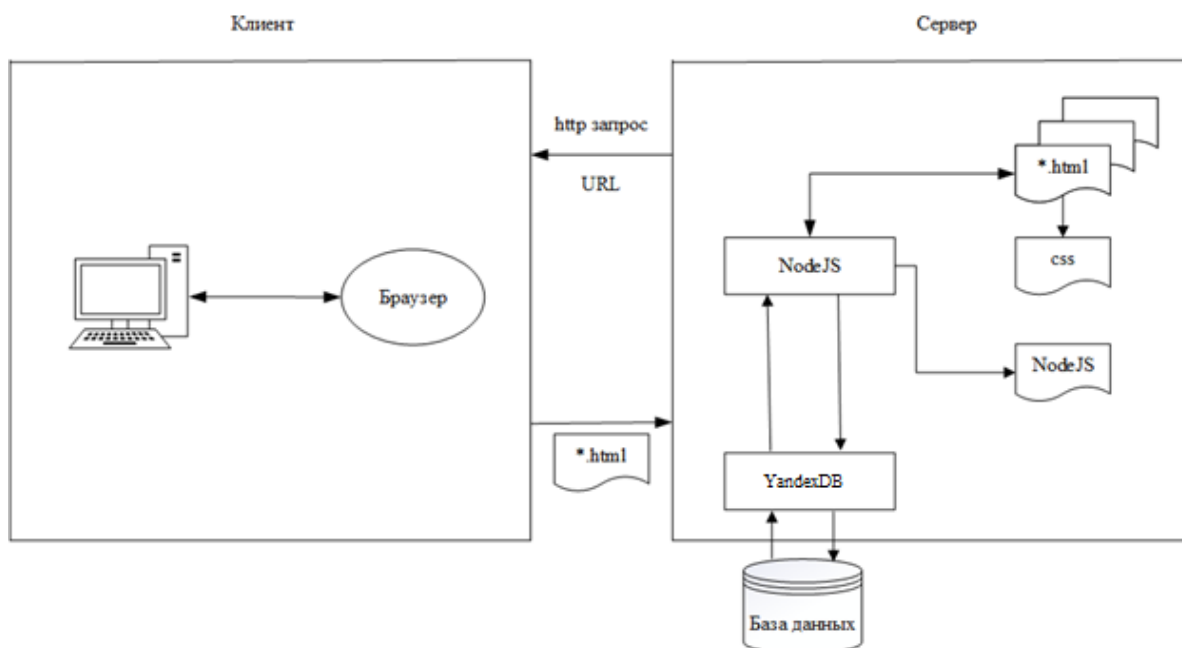 Клиент
Сервер
http запрос
URL
*.html
css
NodeJS
Браузер
NodeJS
*.html
YandexDB
База данных